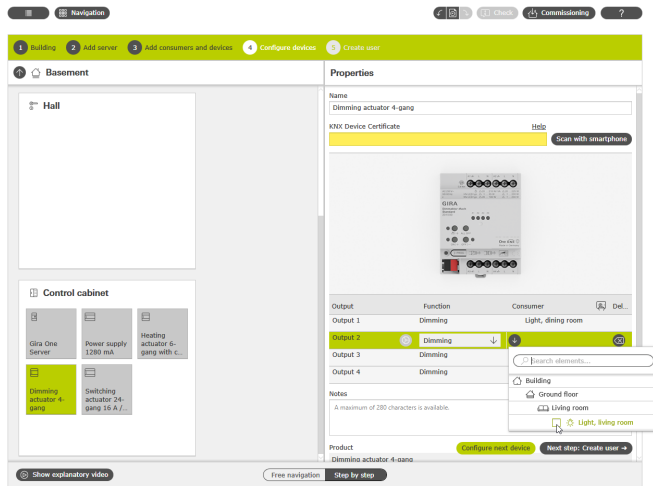 Navigation
Check
Commissioning
?
1 Building 2 Add server 3 Add consumers and devices 4 Configure devices 5 Create user
Basement
Hall
Control cabinet
Gira One
Server
Power supply
1280 mA
Heating
actuator 6-
gang with c...
Dimming
actuator 4-
gang
Switching
actuator 24-
gang 16 A /...
Properties
Name
Dimming actuator 4-gang
KNX Device Certificate
Help
Scan with smartphone
GIRA
Output Function Consumer Del...
Output 1 Dimming Light, dining room
Output 2 Dimming
Output 3 Dimming
Output 4 Dimming
Search elements...
Building
Ground floor
Living room
Light, living room
Notes
A maximum of 280 characters is available.
Product
Configure next device
Next step: Create user
Dimming actuator 4-gang
Show explanatory video
Free navigation Step by step